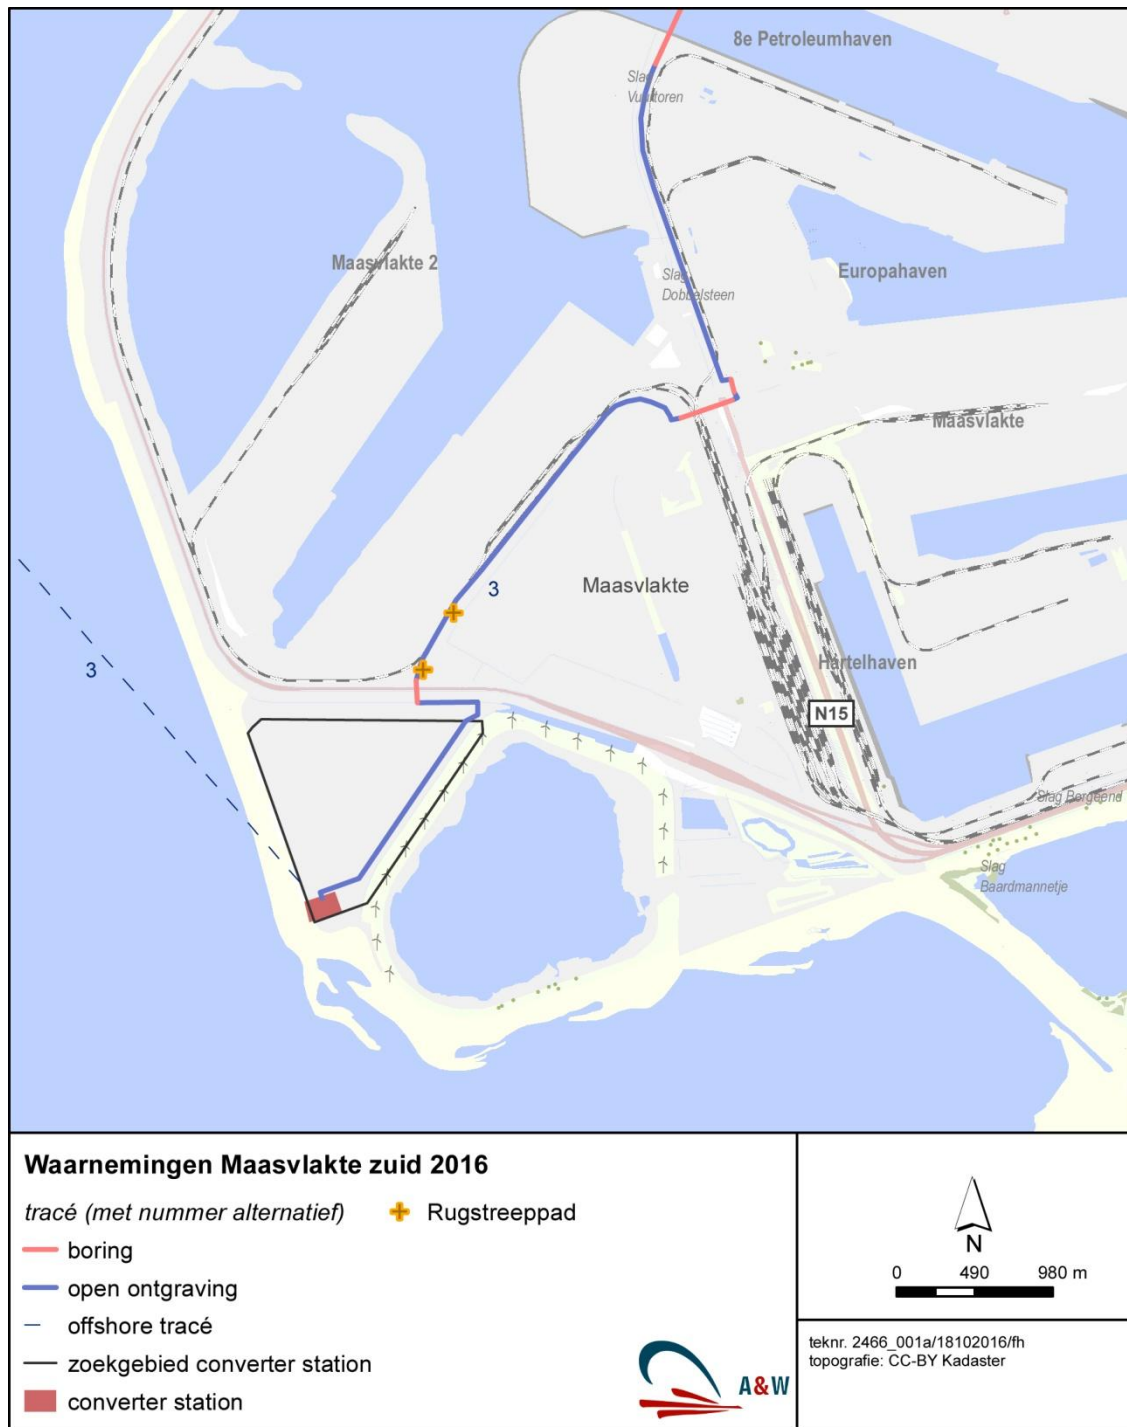 8e Petroleumhaven
Slag
Vuurtoren
Maasvlakte 2
Europahaven
Slag
Dobbelsteen
Maasvlakte
3
Maasvlakte
3
Hartelhaven
N15
Slag Bergeend
Slag
Baardmannetje
Waarnemingen Maasvlakte zuid 2016
tracé (met nummer alternatief)
Rugstreeppad
boring
open ontgraving
offshore tracé
zoekgebied converter station
converter station
A&W
N
0 490 980 m
teknr. 2466_001a/18102016/fh
topografie: CC-BY Kadaster